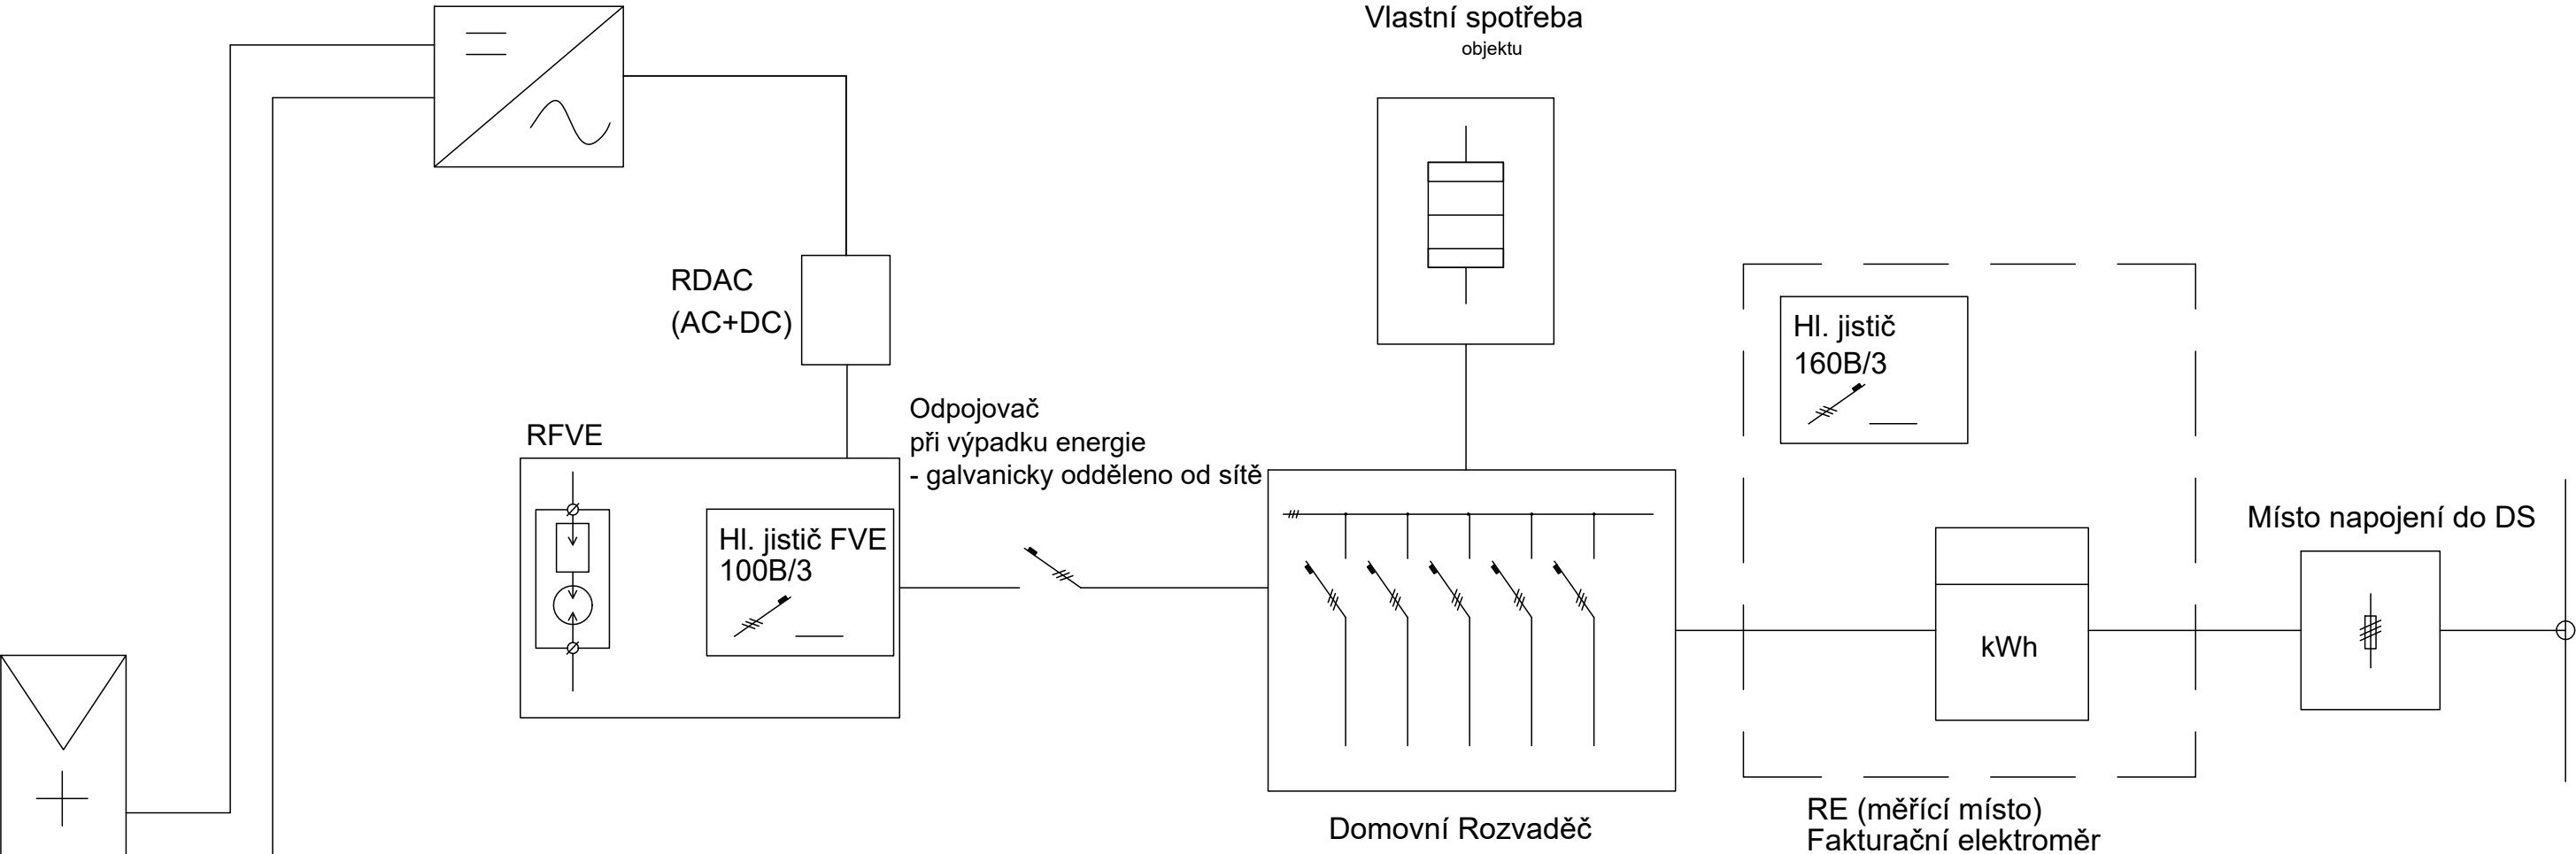 Vlastní spotřeba
objektu
RDAC
(AC+DC)
Hl. jistič
160B/3
Odpojovač
při výpadku energie
- galvanicky odděleno od sítě
RFVE
Hl. jistič FVE
100B/3
Místo napojení do DS
kWh
Domovní Rozvaděč
RE (měřící místo)
Fakturační elektroměr